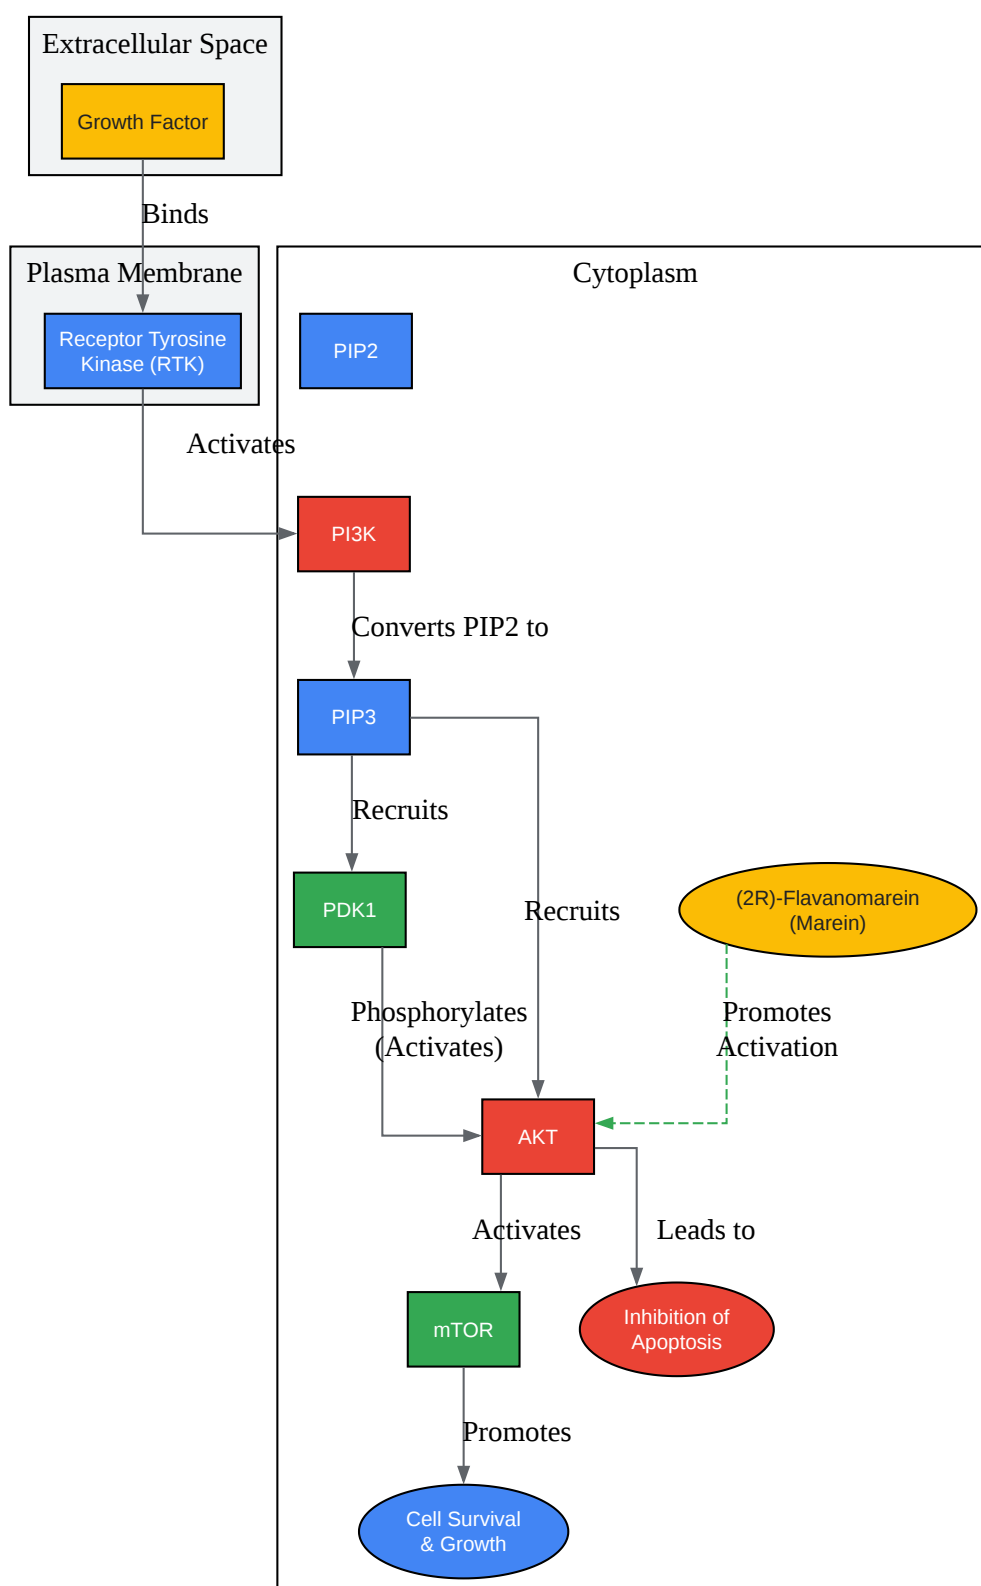 Extracellular Space
Growth Factor
Binds
Plasma Membrane
Cytoplasm
Receptor Tyrosine
Kinase (RTK)
PIP2
Activates
PI3K
Converts PIP2 to
PIP3
Recruits
PDK1
Recruits
(2R)-Flavanomarein
(Marein)
Phosphorylates
(Activates)
Promotes
Activation
AKT
Activates
Leads to
mTOR
Inhibition of
Apoptosis
Promotes
Cell Survival
& Growth